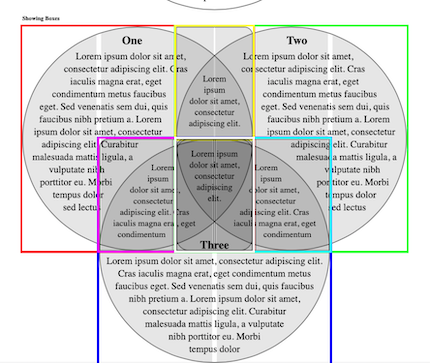 Showing Boxes
One
Lorem ipsum dolor sit amet,
consectetur adipiscing elit. Cras
iaculis magna erat, eget
condimentum metus faucibus
eget. Sed venenatis sem dui, quis
faucibus nibh pretium a. Lorem
ipsum dolor sit amet, consectetur
adipiscing elit. Curabitur
malesuada mattis ligula, a
vulputate nibh
porttitor eu. Morbi
tempus dolor
sed lectus
Lorem
ipsum
dolor sit amet,
consectetur
adipiscing elit.
Two
Lorem ipsum dolor sit amet,
consectetur adipiscing elit. Cras
iaculis magna erat, eget
condimentum metus faucibus
eget. Sed venenatis sem dui, quis
faucibus nibh pretium a. Lorem
ipsum dolor sit amet, consectetur
adipiscing elit. Curabitur
malesuada mattis ligula, a
vulputate nibh
porttitor eu. Morbi
tempus dolor
sed lectus
Lorem
ipsum
dolor sit amet,
consectetur
adipiscing elit. Cras
iaculis magna erat, eget
condimentum
Lorem ipsum
dolor sit amet,
consectetur
adipiscing
elit.
Lorem
ipsum
dolor sit amet,
consectetur
adipiscing elit. Cras
iaculis magna erat, eget
condimentum
Three
Lorem ipsum dolor sit amet, consectetur adipiscing elit.
Cras iaculis magna erat, eget condimentum metus
faucibus eget. Sed venenatis sem dui, quis faucibus
nibh pretium a. Lorem ipsum dolor sit amet,
consectetur adipiscing elit. Curabitur
malesuada mattis ligula, a vulputate
nibh porttitor eu. Morbi
tempus dolor